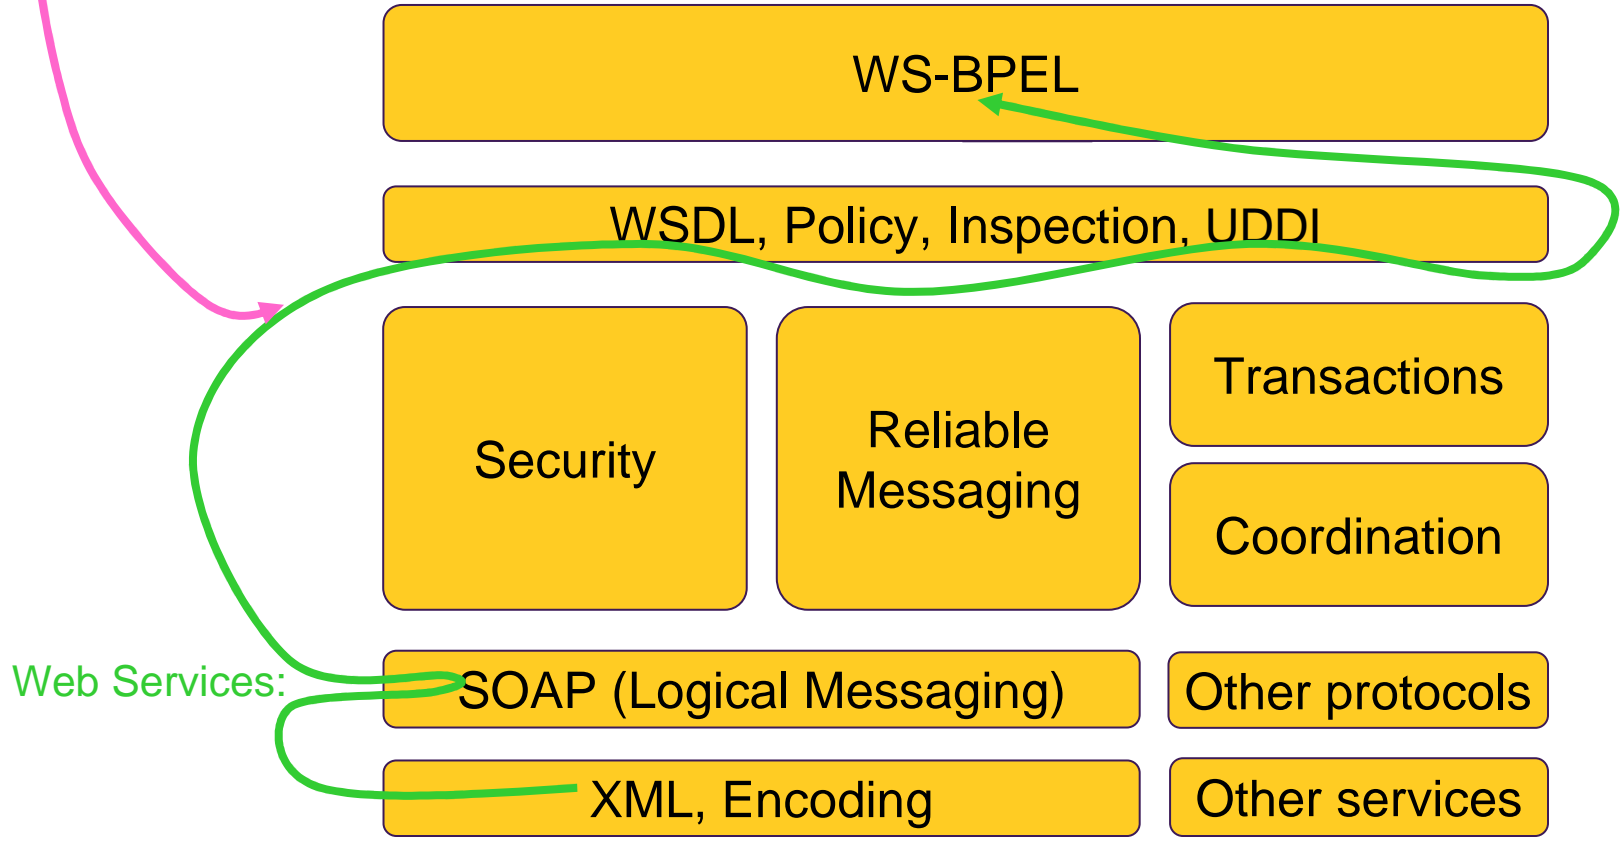 WS-BPEL
WSDL, Policy, Inspection, UDDI
Security
Reliable
Messaging
Transactions
Coordination
Web Services:
SOAP (Logical Messaging)
Other protocols
XML, Encoding
Other services